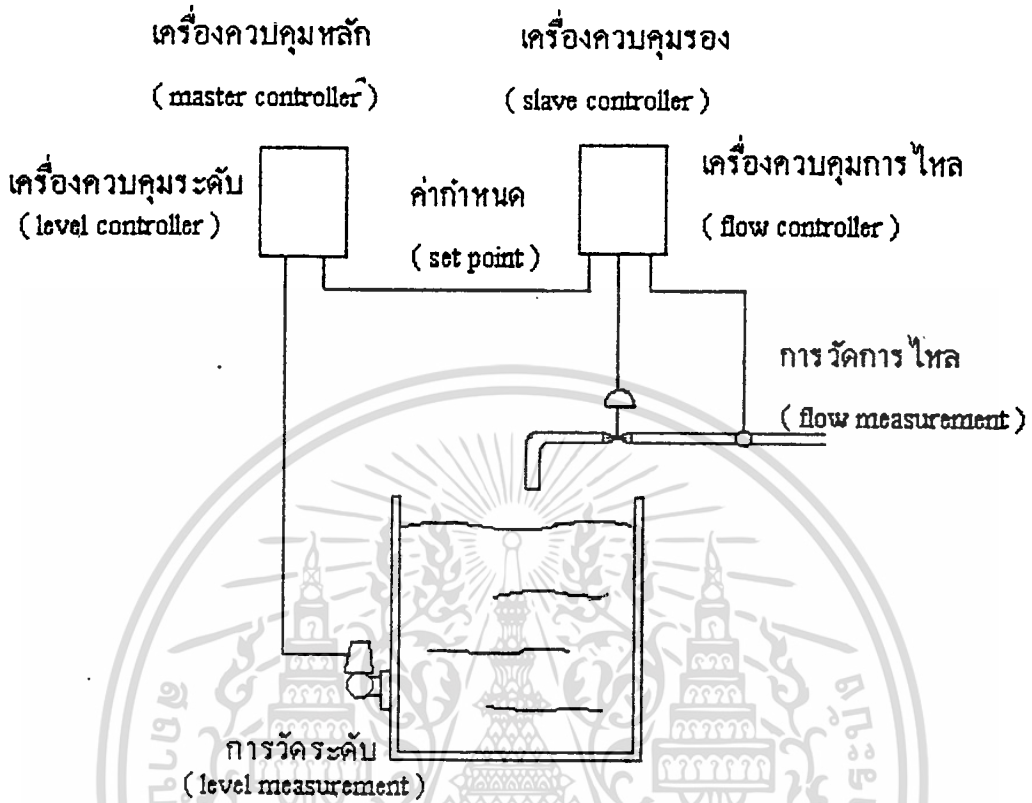 เครื่องควบคุมหลัก
( master controller )
เครื่องควบคุมรอง
( slave controller )
เครื่องควบคุมระดับ
( level controller )
ค่ากำหนด
( set point )
เครื่องควบคุมการไหล
( flow controller )
การวัดการไหล
( flow measurement )
การวัดระดับ
( level measurement )